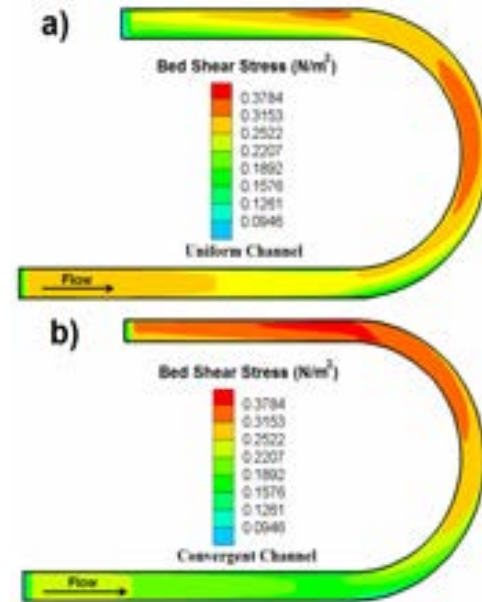 a)
Bed Shear Stress (N/m²)
0.3784
0.3153
0.2522
0.2207
0.1892
0.1576
0.1261
0.0946
Uniform Channel
Flow
b)
Bed Shear Stress (N/m²)
0.3784
0.3153
0.2522
0.2207
0.1892
0.1576
0.1261
0.0946
Convergent Channel
Flow